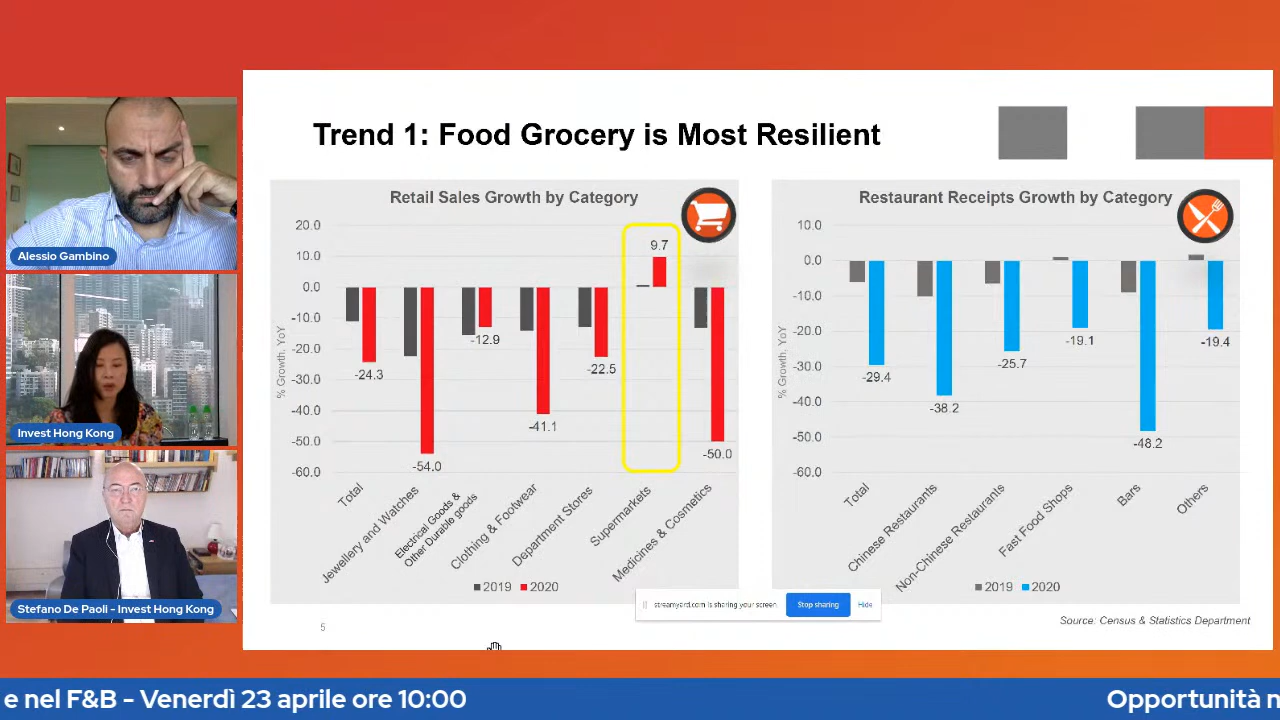 Trend 1: Food Grocery is Most Resilient
Alessio Gambino
Invest Hong Kong
Stefano De Paoli - Invest Hong Kong
Retail Sales Growth by Category
% Growth, YoY
20.0
10.0
0.0
-10.0
-20.0
-30.0
-40.0
-50.0
-60.0
-24.3
-54.0
-12.9
-41.1
-22.5
9.7
-50.0
Total
Jewellery and Watches
Electrical Goods &
Other Durable goods
Clothing & Footwear
Department Stores
Supermarkets
Medicines & Cosmetics
2019 2020
Restaurant Receipts Growth by Category
% Growth, YoY
10.0
0.0
-10.0
-20.0
-30.0
-40.0
-50.0
-60.0
-29.4
-38.2
-25.7
-19.1
-48.2
-19.4
Total
Chinese Restaurants
Non-Chinese Restaurants
Fast Food Shops
Bars
Others
2019 2020
streamyard.com is sharing your screen. Stop sharing Hide
Source: Census & Statistics Department
5
e nel F&B - Venerdì 23 aprile ore 10:00 Opportunità n